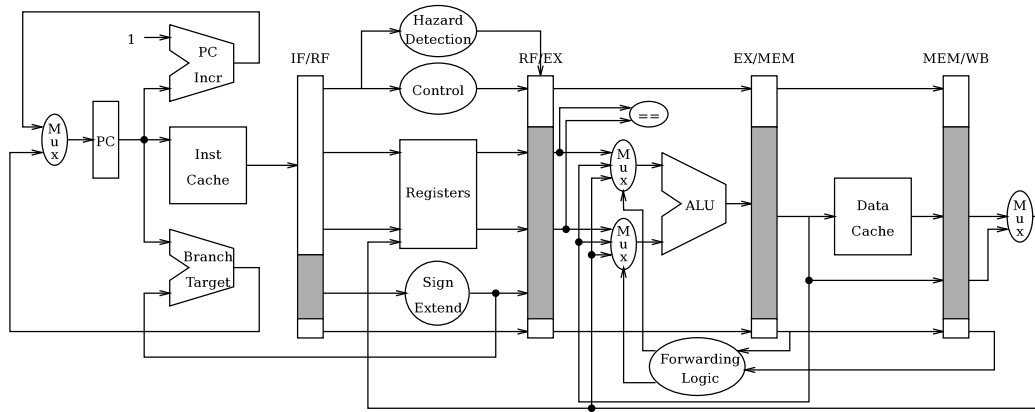 Hazard
Detection
1
PC
Incr
IF/RF
RF/EX
EX/MEM
MEM/WB
Control
==
M
u
x
PC
Inst
Cache
M
u
x
Registers
ALU
Data
Cache
M
u
x
M
u
x
Branch
Target
Sign
Extend
Forwarding
Logic